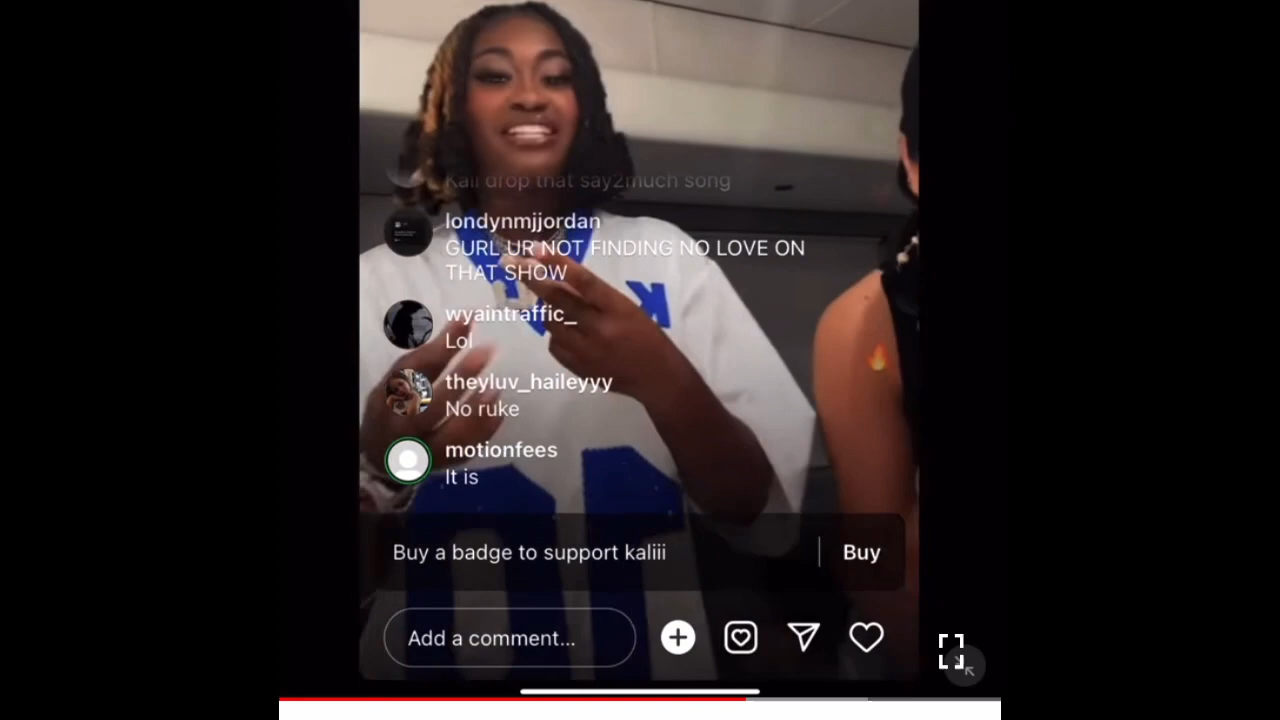 Kali drop that say2much song
londynmjjordan
GURL UR NOT FINDING NO LOVE ON
THAT SHOW
wyaintraffic_
Lol
theyluv_haileyyy
No ruke
motionfees
It is
Buy a badge to support kaliii
Buy
Add a comment...